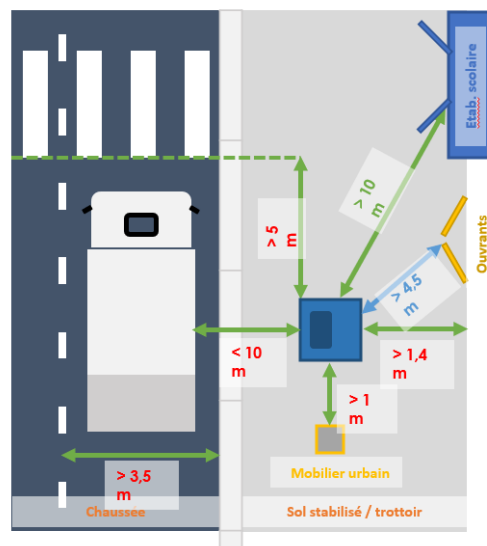 Etab. scolaire
> 10
m
Ouvrants
> 5
m
> 4,5
m
< 10
m
> 1,4
m
> 1
m
> 3,5
m
Mobilier urbain
Chaussée
Sol stabilisé / trottoir